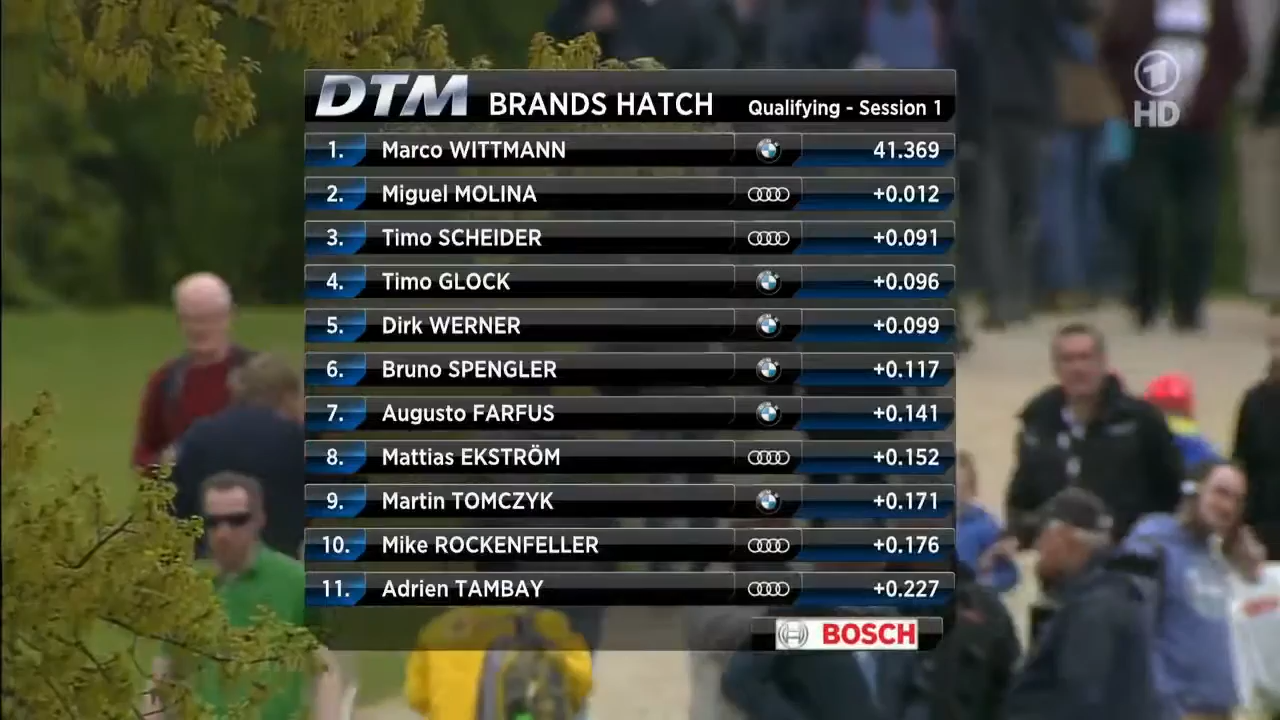 DTM BRANDS HATCH Qualifying - Session 1
1. Marco WITTMANN 41.369
2. Miguel MOLINA +0.012
3. Timo SCHEIDER +0.091
4. Timo GLOCK +0.096
5. Dirk WERNER +0.099
6. Bruno SPENGLER +0.117
7. Augusto FARFUS +0.141
8. Mattias EKSTRÖM +0.152
9. Martin TOMCZYK +0.171
10. Mike ROCKENFELLER +0.176
11. Adrien TAMBAY +0.227
BOSCH
1
HD